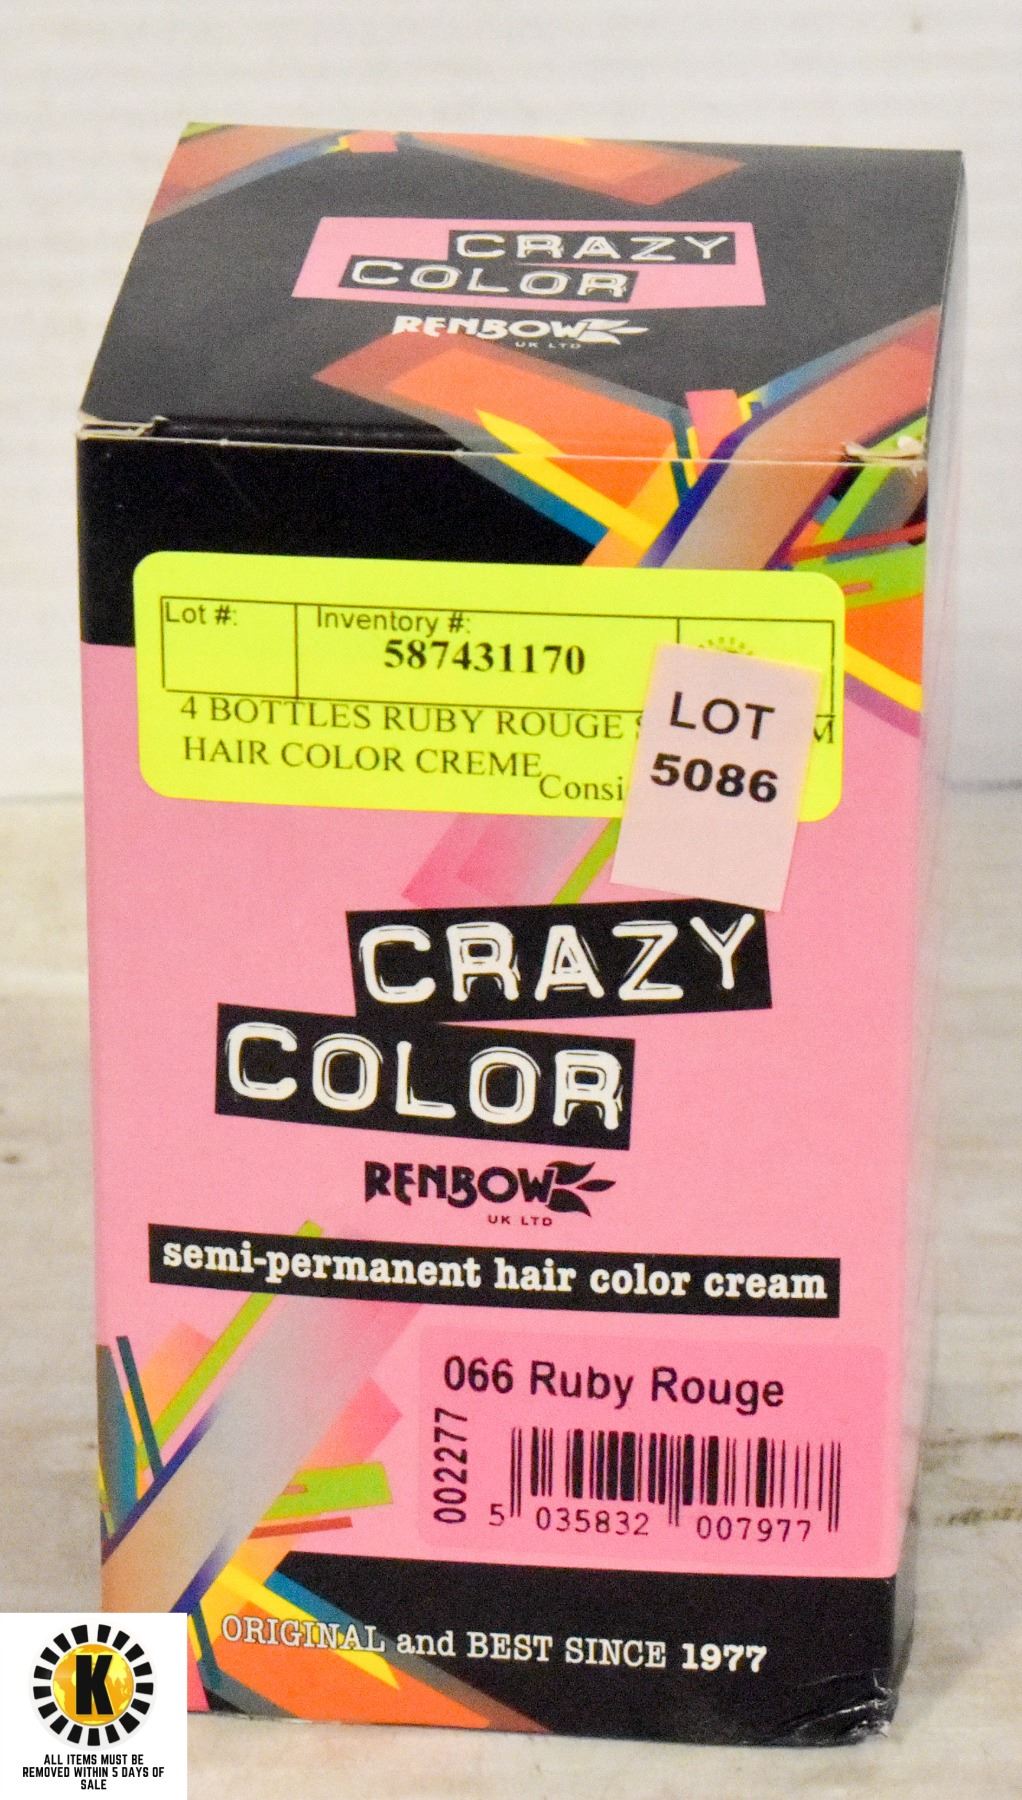 CRAZY
COLOR
RENBOW
UK LTD
Lot #:
Inventory #:
587431170
4 BOTTLES RUBY ROUGE
HAIR COLOR CREME
LOT
5086
CRAZY
COLOR
RENBOW
UK LTD
semi-permanent hair color cream
066 Ruby Rouge
002277
5 035832 007977
ORIGINAL and BEST SINCE 1977
K
ALL ITEMS MUST BE
REMOVED WITHIN 5 DAYS OF
SALE